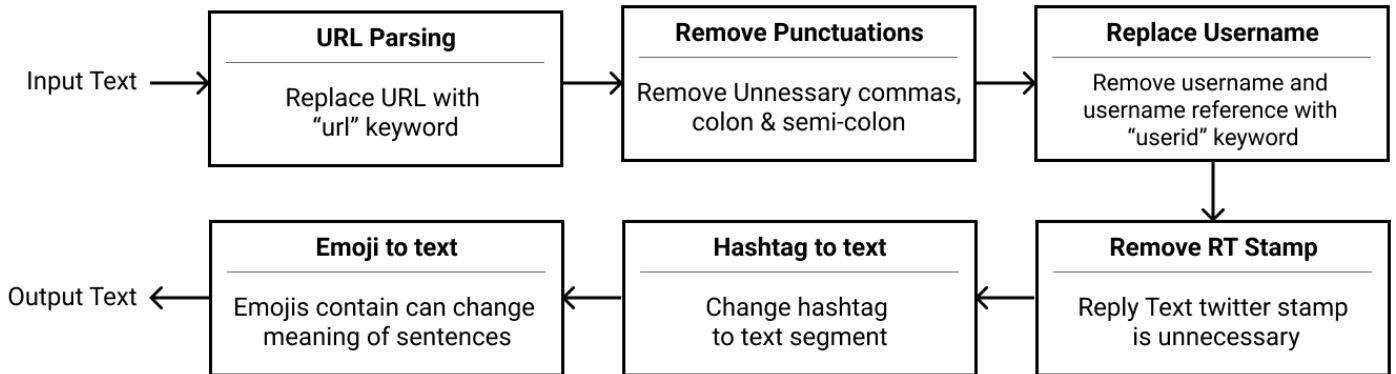 Input Text
URL Parsing
Replace URL with
“url” keyword
Remove Punctuations
Remove Unnessary commas,
colon & semi-colon
Replace Username
Remove username and
username reference with
“userid” keyword
Remove RT Stamp
Reply Text twitter stamp
is unnecessary
Hashtag to text
Change hashtag
to text segment
Emoji to text
Emojis contain can change
meaning of sentences
Output Text